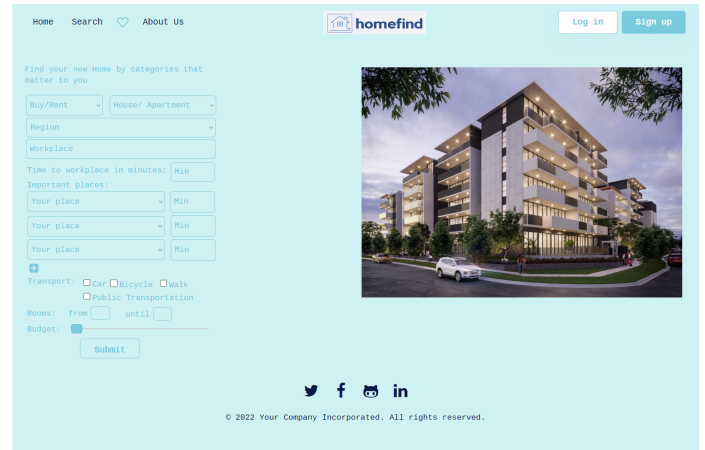 Home Search About Us
homefind
Log in Sign up
Find your new Home by categories that
matter to you
Buy/Rent House/ Apartment
Region
Workplace
Time to workplace in minutes: Min
Important places:
Your place Min
Your place Min
Your place Min
Transport: Car Bicycle Walk
Public Transportation
Rooms: from until
Budget:
Submit
© 2022 Your Company Incorporated. All rights reserved.